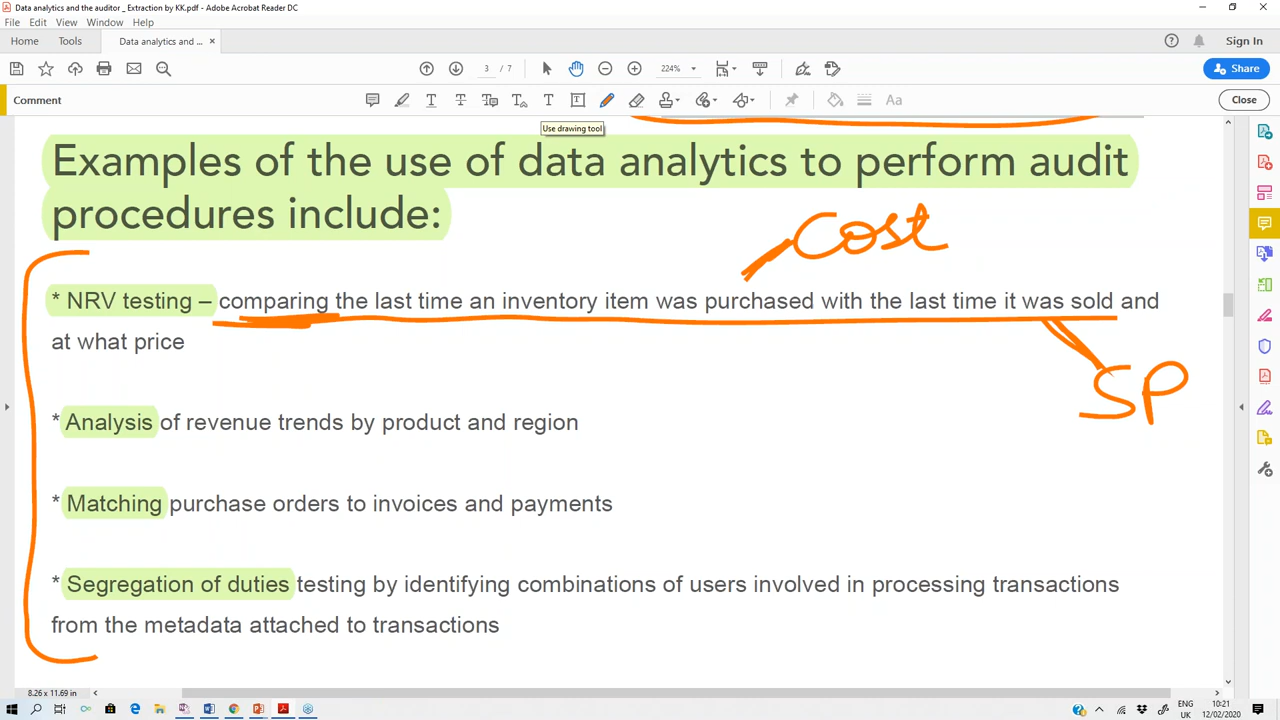 Data analytics and the auditor _ Extraction by KK.pdf - Adobe Acrobat Reader DC
File Edit View Window Help
Home Tools Data analytics and ... × Sign In
3 / 7 224% Share
Comment Close
Use drawing tool
Examples of the use of data analytics to perform audit
procedures include:
Cost
* NRV testing – comparing the last time an inventory item was purchased with the last time it was sold and
at what price
SP
* Analysis of revenue trends by product and region
* Matching purchase orders to invoices and payments
* Segregation of duties testing by identifying combinations of users involved in processing transactions
from the metadata attached to transactions
8.26 x 11.69 in
ENG
UK
10:21
12/02/2020